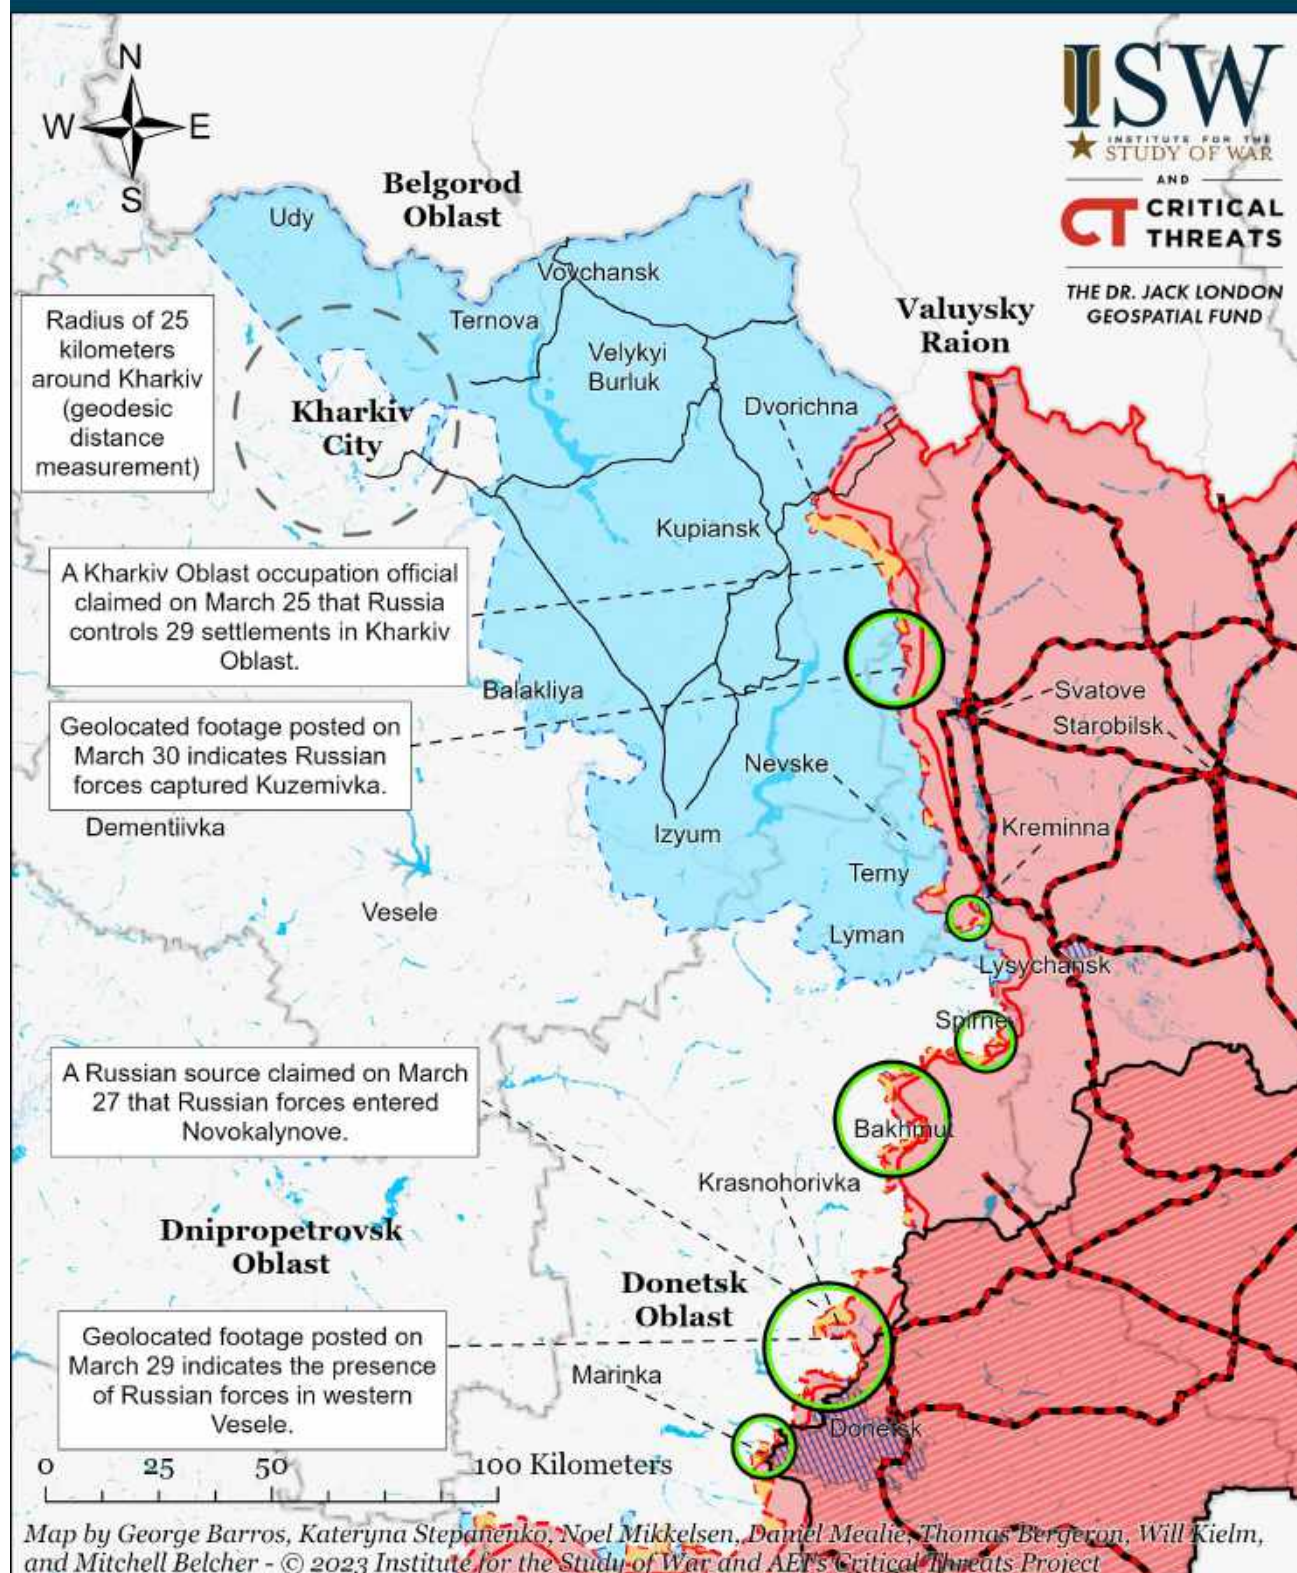 N
W
E
S
ISW
INSTITUTE FOR THE
STUDY OF WAR
AND
CT CRITICAL
THREATS
THE DR. JACK LONDON
GEOSPATIAL FUND
Belgorod
Oblast
Udy
Vovchansk
Ternova
Valuysky
Raion
Radius of 25
kilometers
around Kharkiv
(geodesic
distance
measurement)
Velykyi
Burluk
Kharkiv
City
Dvorichna
Kupiansk
A Kharkiv Oblast occupation official
claimed on March 25 that Russia
controls 29 settlements in Kharkiv
Oblast.
Balakliya
Svatove
Starobilsk
Geolocated footage posted on
March 30 indicates Russian
forces captured Kuzemivka.
Nevske
Dementiivka
Izyum
Kreminna
Terny
Vesele
Lyman
Lysychansk
Spirne
A Russian source claimed on March
27 that Russian forces entered
Novokalynove.
Bakhmut
Krasnohorivka
Dnipropetrovsk
Oblast
Donetsk
Oblast
Geolocated footage posted on
March 29 indicates the presence
of Russian forces in western
Vesele.
Marinka
Donetsk
0 25 50 100 Kilometers
Map by George Barros, Kateryna Stepanenko, Noel Mikkelsen, Daniel Mealie, Thomas Bergeron, Will Kielm,
and Mitchell Belcher - © 2023 Institute for the Study of War and AEI's Critical Threats Project